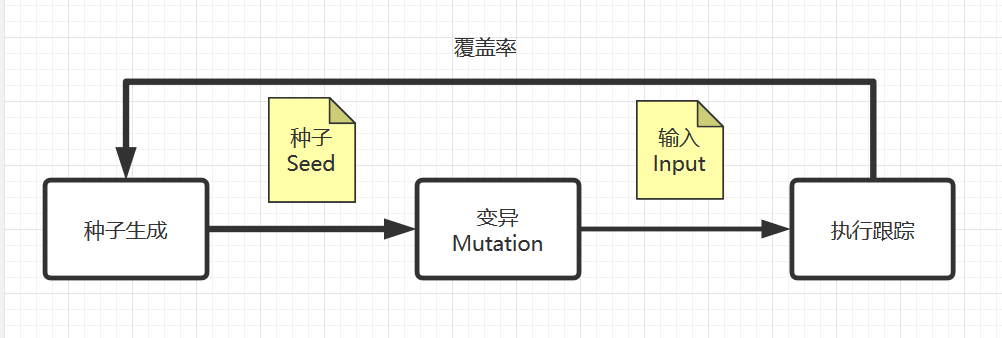 覆盖率
种子
Seed
输入
Input
种子生成
变异
Mutation
执行跟踪